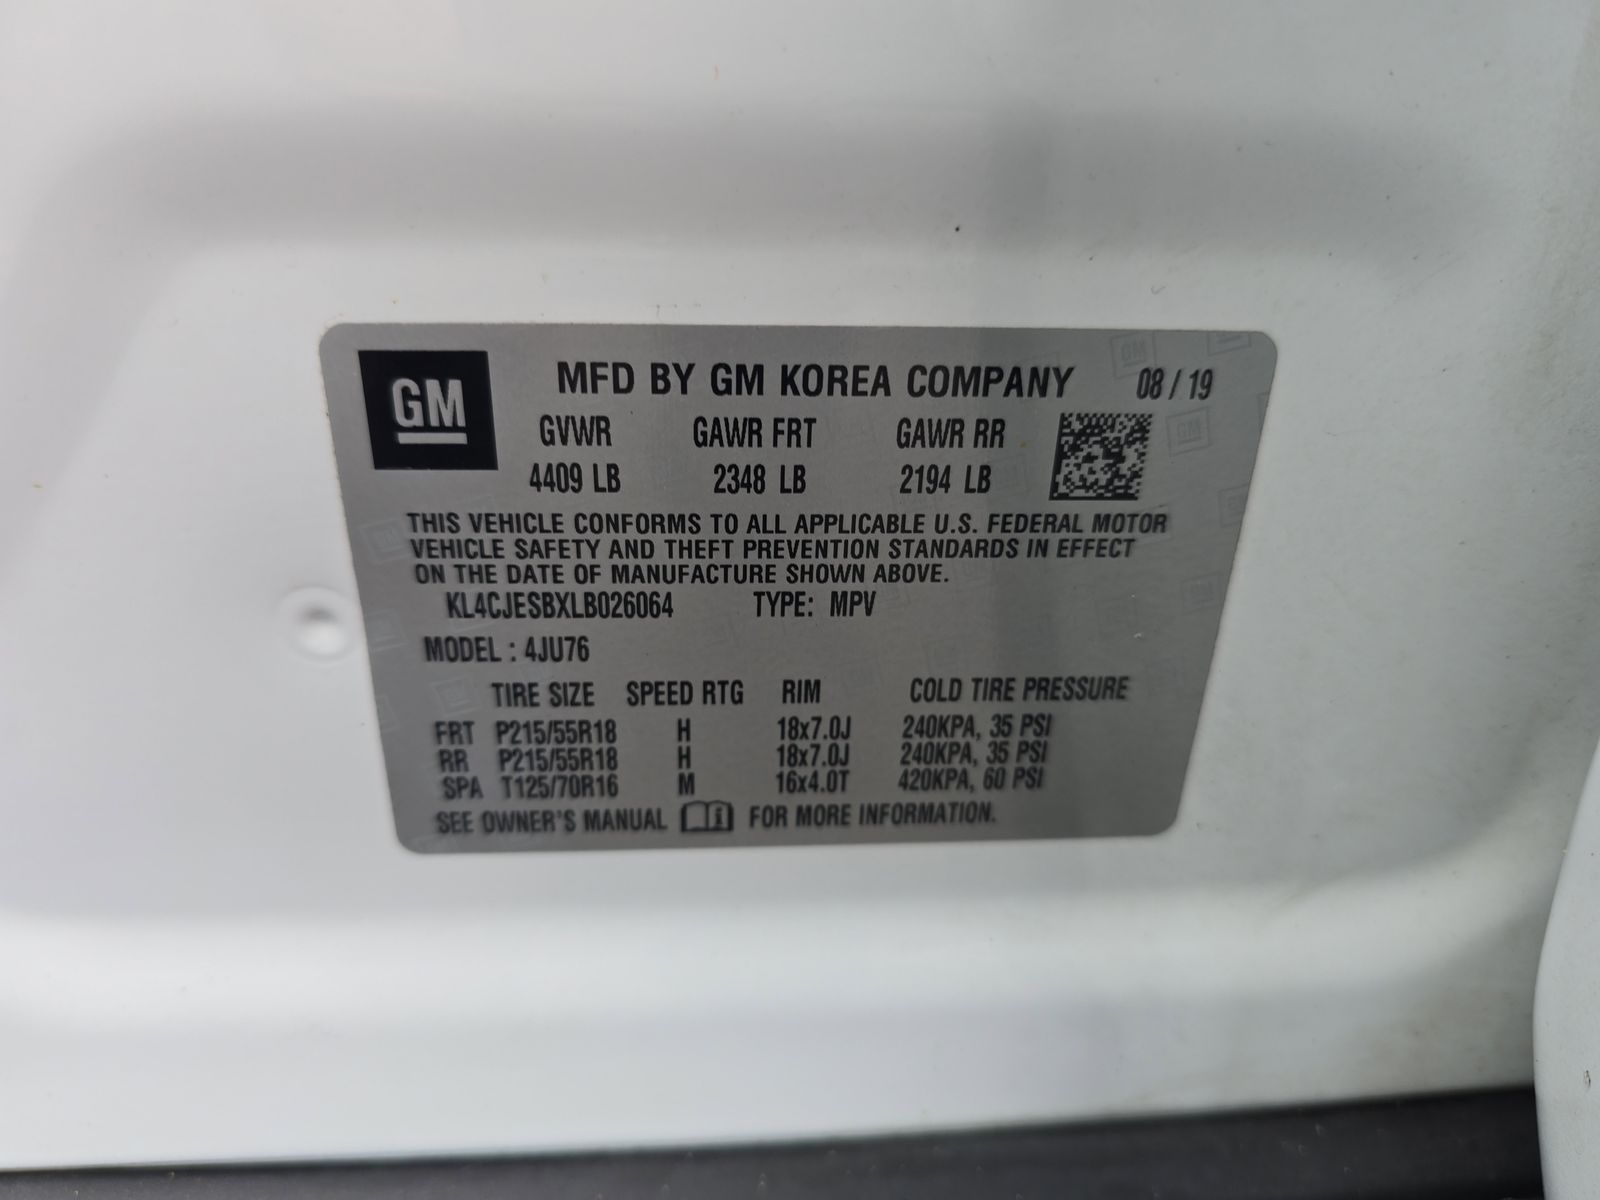 GM MFD BY GM KOREA COMPANY 08 / 19
GVWR GAWR FRT GAWR RR
4409 LB 2348 LB 2194 LB
THIS VEHICLE CONFORMS TO ALL APPLICABLE U.S. FEDERAL MOTOR
VEHICLE SAFETY AND THEFT PREVENTION STANDARDS IN EFFECT
ON THE DATE OF MANUFACTURE SHOWN ABOVE.
KL4CJESBXLB026064 TYPE: MPV
MODEL : 4JU76
TIRE SIZE SPEED RTG RIM COLD TIRE PRESSURE
FRT P215/55R18 H 18x7.0J 240KPA, 35 PSI
RR P215/55R18 H 18x7.0J 240KPA, 35 PSI
SPA T125/70R16 M 16x4.0T 420KPA, 60 PSI
SEE OWNER'S MANUAL i FOR MORE INFORMATION.